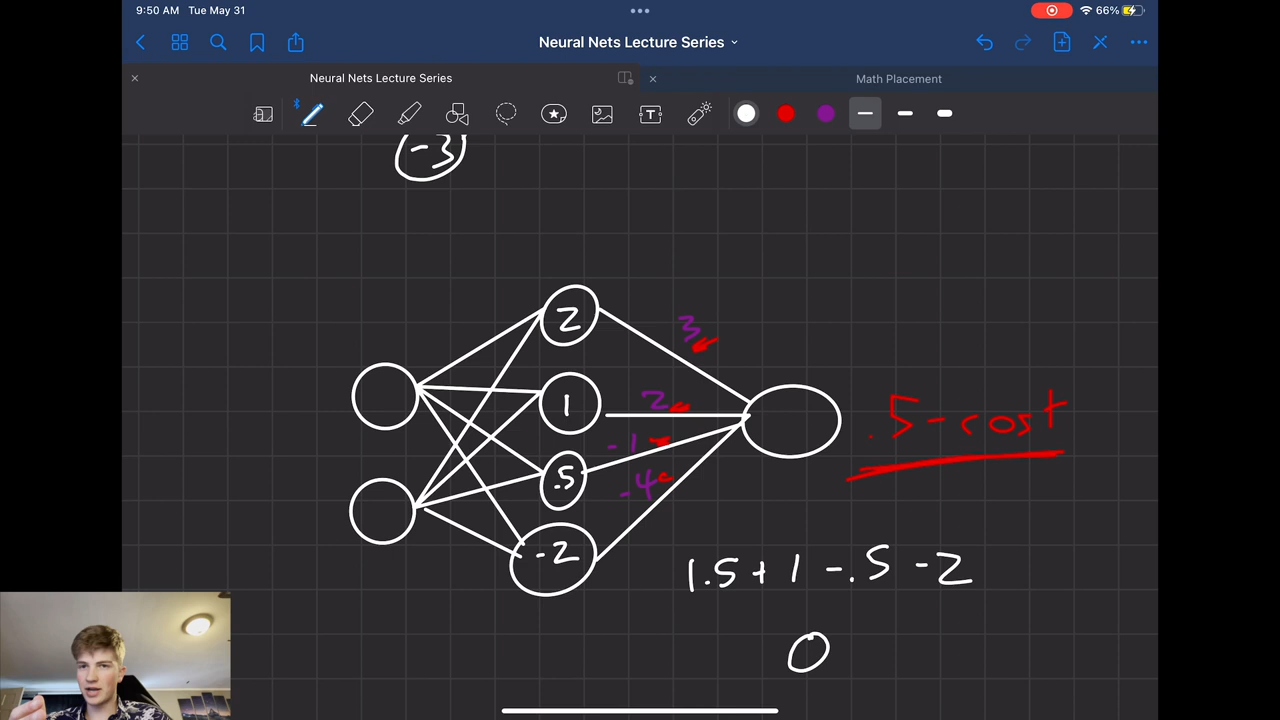 9:50 AM Tue May 31
66%
Neural Nets Lecture Series
Neural Nets Lecture Series
Math Placement
T
-3
2
3
1
2
.5
-1
-2
-4
.5-cost
1.5+1-.5-2
0